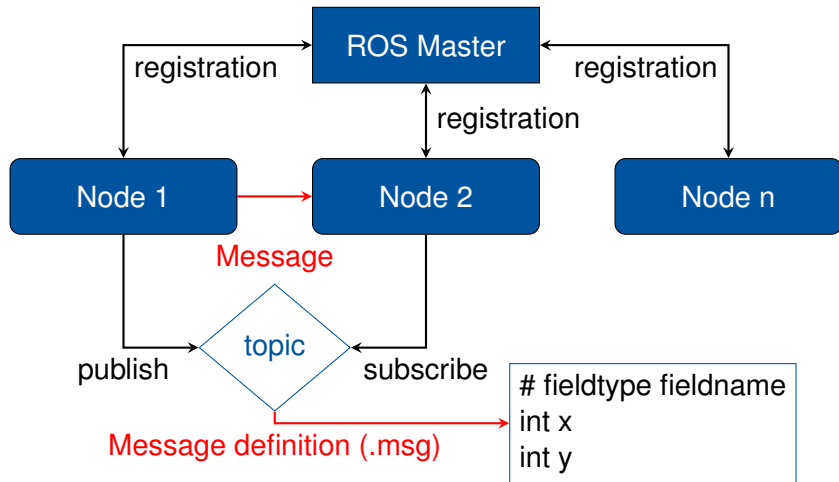 ROS Master
registration
registration
registration
Node 1
Node 2
Node n
Message
topic
publish
subscribe
# fieldtype fieldname
int x
int y
Message definition (.msg)